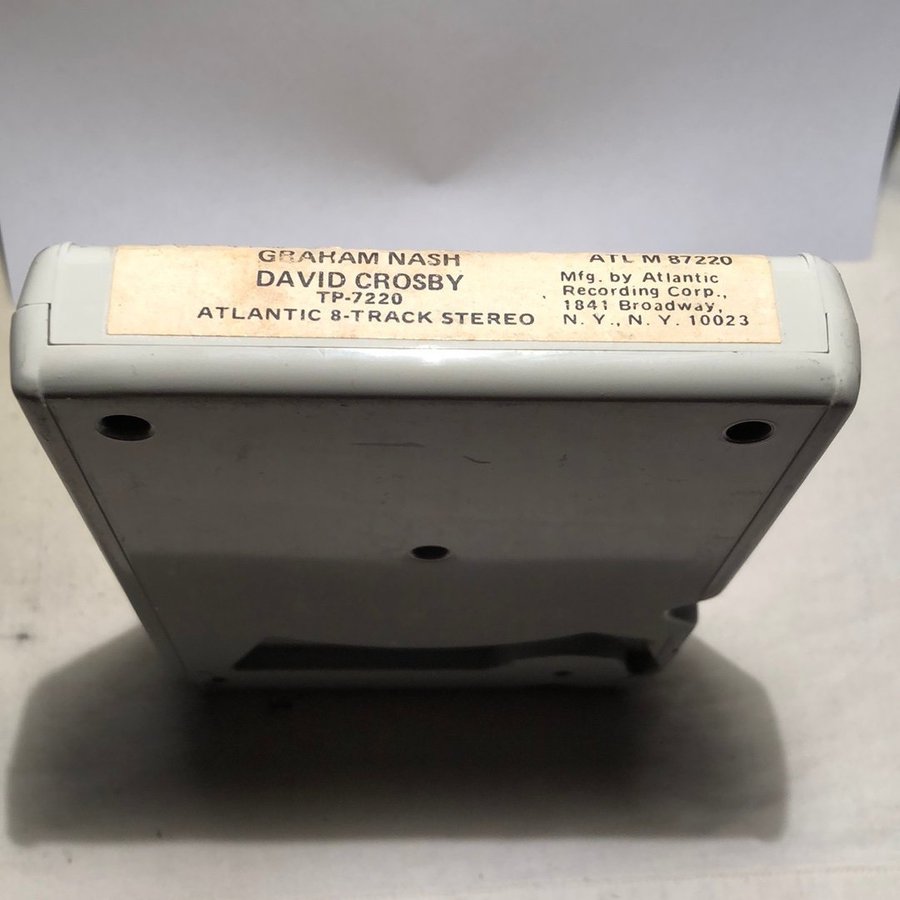 GRAHAM NASH
DAVID CROSBY
TP-7220
ATLANTIC 8-TRACK STEREO
ATL M 87220
Mfg. by Atlantic
Recording Corp.,
1841 Broadway,
N. Y., N. Y. 10023